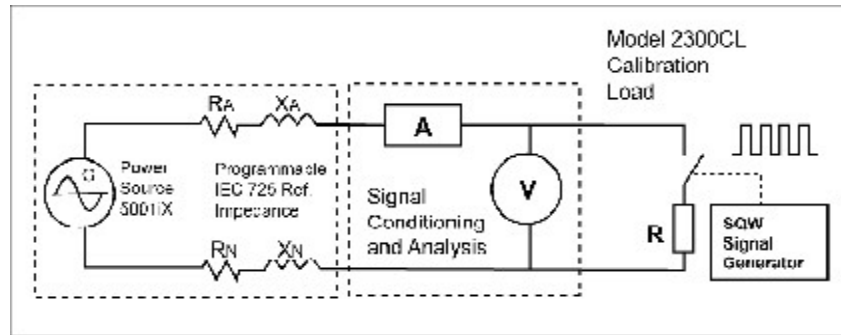 Model 2300CL
Calibration
Load
RA
XA
A
G
Power
Source
5001iX
Programmable
IEC 725 Ref.
Impedance
Signal
Conditioning
and Analysis
V
R
SQW
Signal
Generator
RN
XN